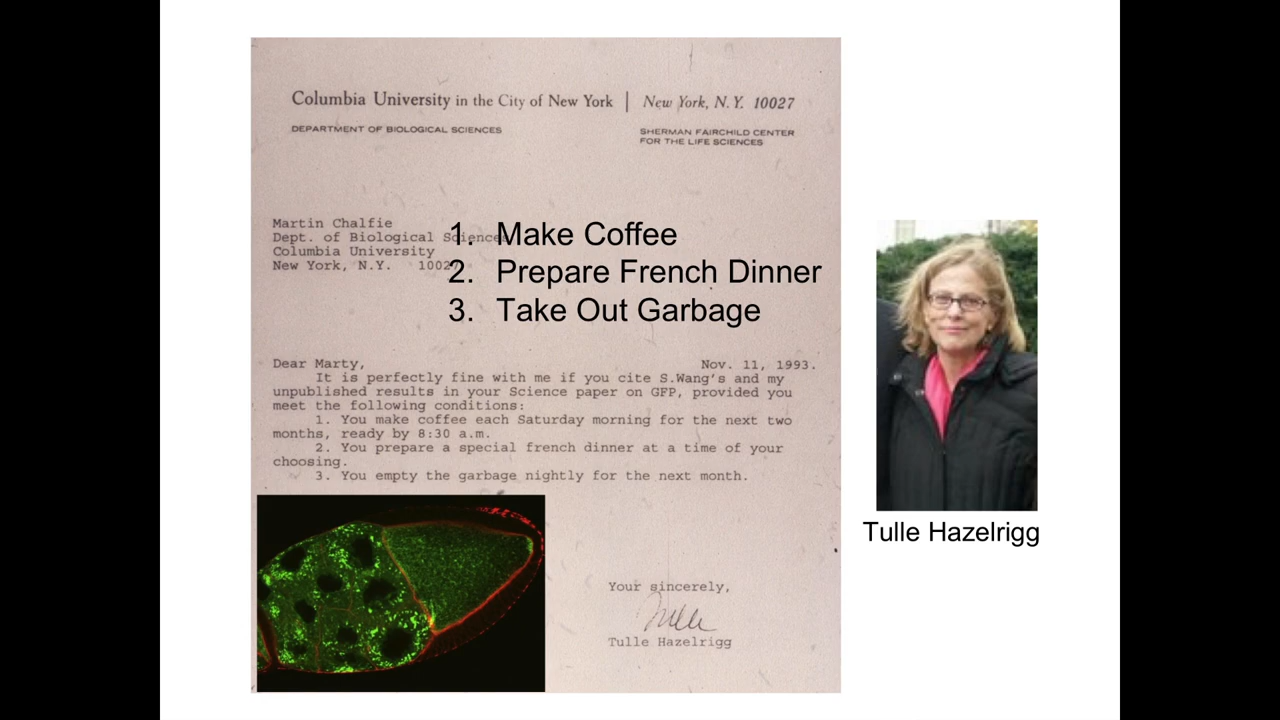 Columbia University in the City of New York | New York, N.Y. 10027
DEPARTMENT OF BIOLOGICAL SCIENCES
SHERMAN FAIRCHILD CENTER
FOR THE LIFE SCIENCES
Martin Chalfie
Dept. of Biological Sciences
Columbia University
New York, N.Y. 10027
1. Make Coffee
2. Prepare French Dinner
3. Take Out Garbage
Dear Marty,
Nov. 11, 1993.
It is perfectly fine with me if you cite S.Wang's and my
unpublished results in your Science paper on GFP, provided you
meet the following conditions:
1. You make coffee each Saturday morning for the next two
months, ready by 8:30 a.m.
2. You prepare a special french dinner at a time of your
choosing.
3. You empty the garbage nightly for the next month.
Your sincerely,
Tulle
Tulle Hazelrigg
Tulle Hazelrigg